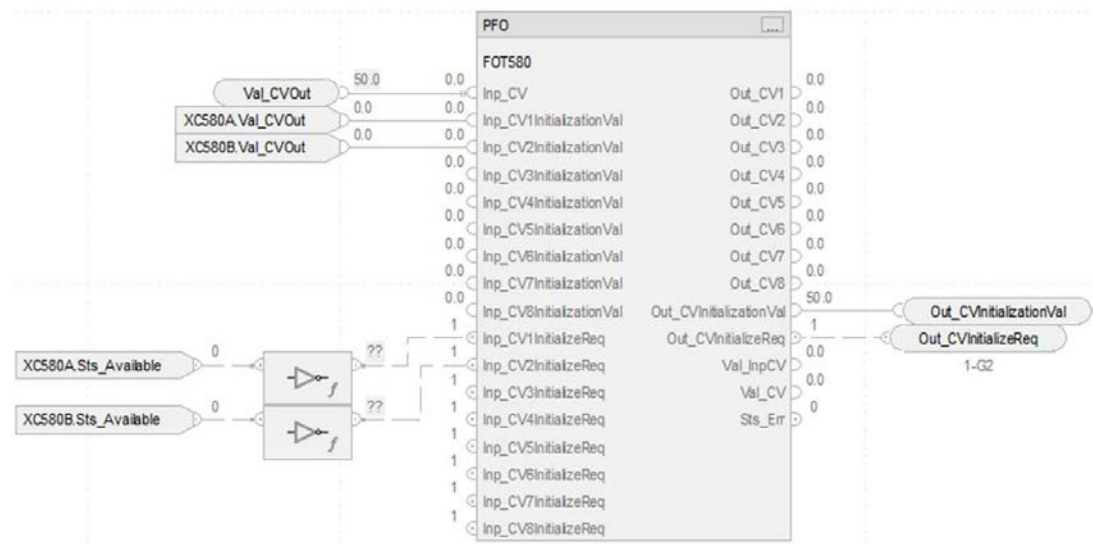 PFO
...
FOT580
Val_CVOut 50.0 0.0 Inp_CV Out_CV1 0.0
XC580A.Val_CVOut 0.0 0.0 Inp_CV1InitializationVal Out_CV2 0.0
XC580B.Val_CVOut 0.0 0.0 Inp_CV2InitializationVal Out_CV3 0.0
0.0 Inp_CV3InitializationVal Out_CV4 0.0
0.0 Inp_CV4InitializationVal Out_CV5 0.0
0.0 Inp_CV5InitializationVal Out_CV6 0.0
0.0 Inp_CV6InitializationVal Out_CV7 0.0
0.0 Inp_CV7InitializationVal Out_CV8 0.0
0.0 Inp_CV8InitializationVal Out_CVInitializationVal 50.0 Out_CVInitializationVal
1 Inp_CV1InitializeReq Out_CVInitializeReq 1 Out_CVInitializeReq
XC580A.Sts_Available 0 ?? 1 Inp_CV2InitializeReq Val_InpCV 0.0 1-G2
f 1 Inp_CV3InitializeReq Val_CV 0.0
XC580B.Sts_Available 0 ?? 1 Inp_CV4InitializeReq Sts_Err 0
f 1 Inp_CV5InitializeReq
1 Inp_CV6InitializeReq
1 Inp_CV7InitializeReq
1 Inp_CV8InitializeReq